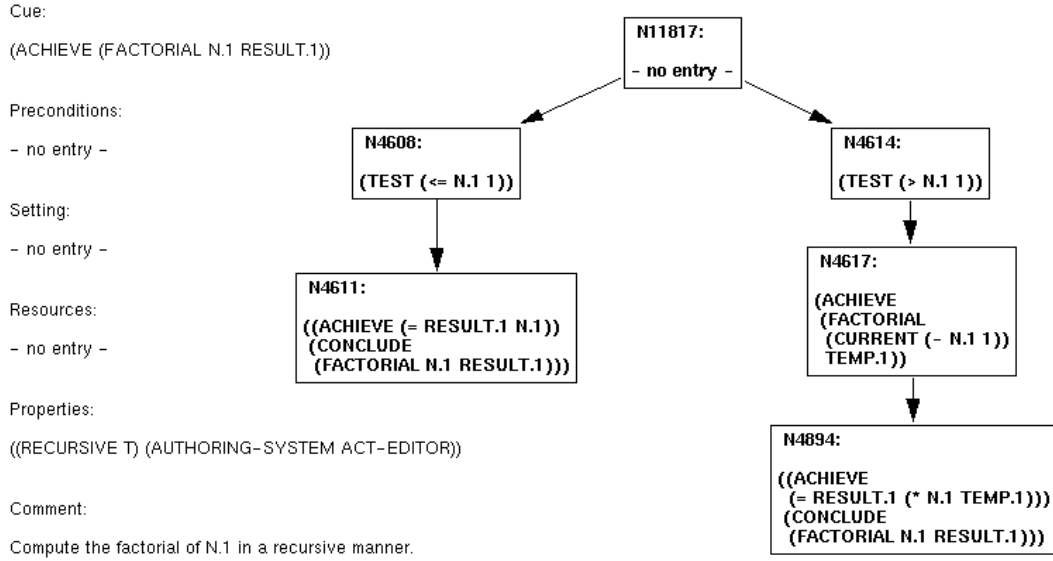 Cue:
(ACHIEVE (FACTORIAL N.1 RESULT.1))
Preconditions:
- no entry -
Setting:
- no entry -
Resources:
- no entry -
Properties:
((RECURSIVE T) (AUTHORING-SYSTEM ACT-EDITOR))
Comment:
Compute the factorial of N.1 in a recursive manner.
N11817:
- no entry -
N4608:
(TEST (<= N.1 1))
N4611:
((ACHIEVE (= RESULT.1 N.1))
(CONCLUDE
(FACTORIAL N.1 RESULT.1)))
N4614:
(TEST (> N.1 1))
N4617:
(ACHIEVE
(FACTORIAL
(CURRENT (- N.1 1))
TEMP.1))
N4894:
((ACHIEVE
(= RESULT.1 (* N.1 TEMP.1)))
(CONCLUDE
(FACTORIAL N.1 RESULT.1)))